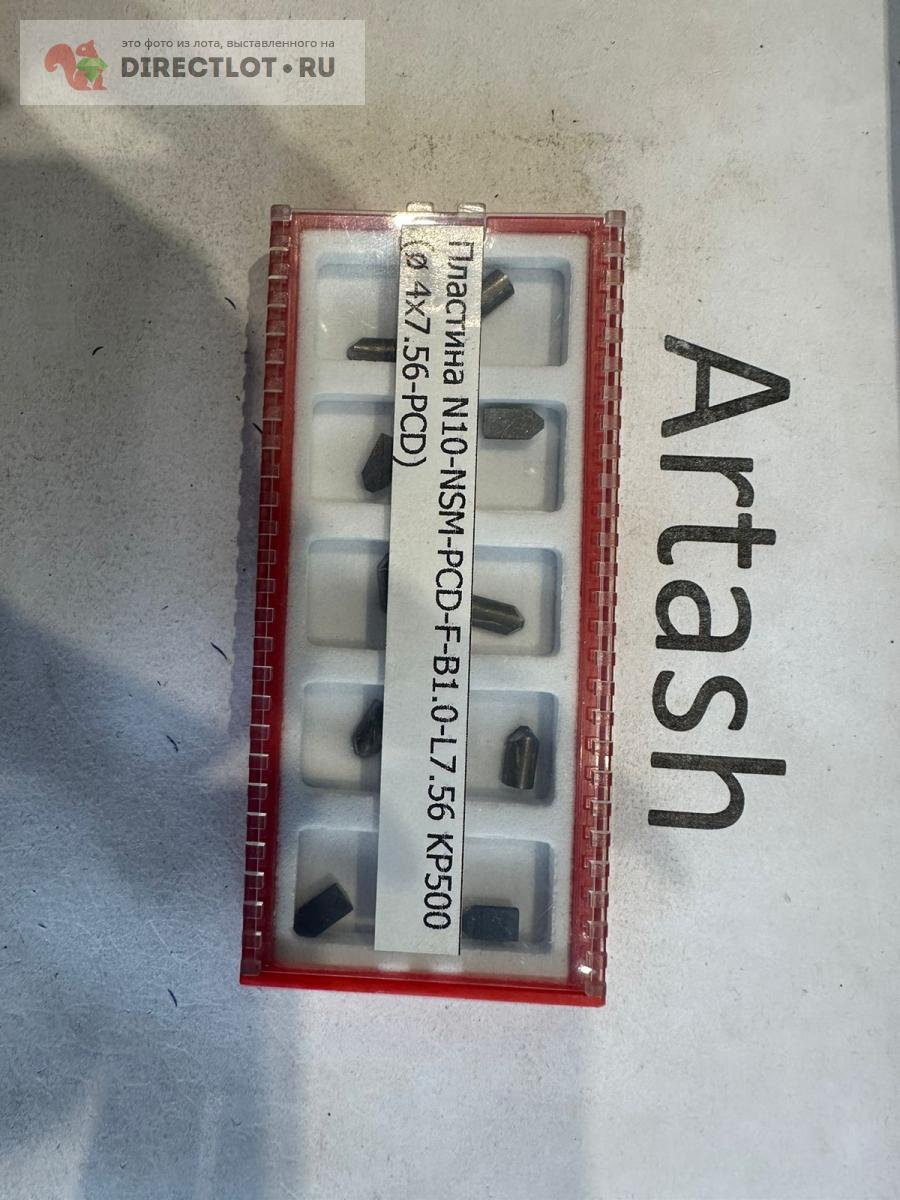 это фото из лота, выставленного на
DIRECTLOT•RU
Пластина N10-NSM-PCD-F-B1.0-L7.56 KP500
(ø 4x7.56-PCD)
Artash